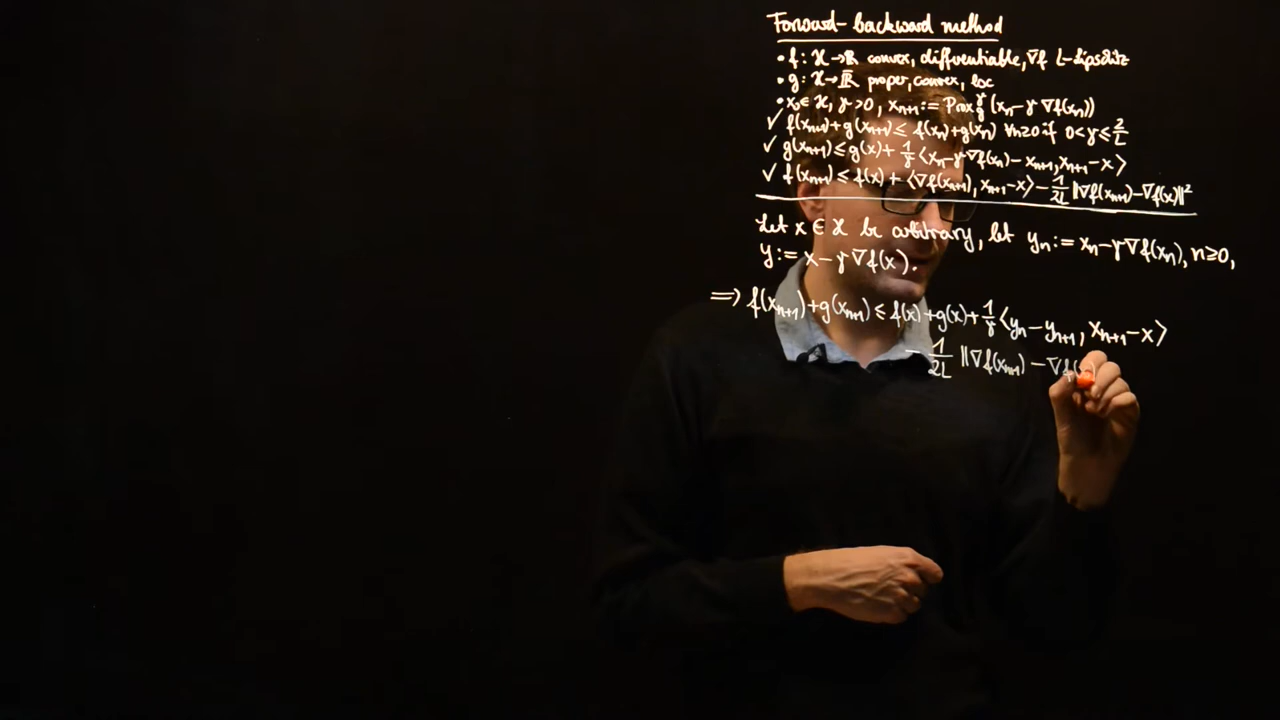 Forward-backward method
• f: ℋ→ℝ convex, differentiable, ∇f L-Lipschitz
• g: ℋ→ℝ̄ proper, convex, lsc
• x₀∈ ℋ, γ>0, xₙ₊₁ := Prox_g^γ (xₙ-γ ∇f(xₙ))
✓ f(xₙ₊₁)+g(xₙ₊₁) ≤ f(xₙ)+g(xₙ) ∀n≥0 if 0<γ≤2/L
✓ g(xₙ₊₁) ≤ g(x)+ 1/γ ⟨xₙ-γ∇f(xₙ)-xₙ₊₁, xₙ₊₁-x⟩
✓ f(xₙ₊₁) ≤ f(x) + ⟨∇f(xₙ₊₁), xₙ₊₁-x⟩ - 1/2L ‖∇f(xₙ₊₁)-∇f(x)‖²
Let x ∈ ℋ be arbitrary, let yₙ := xₙ-γ∇f(xₙ), n≥0,
y := x-γ∇f(x).
⟹ f(xₙ₊₁)+g(xₙ₊₁) ≤ f(x)+g(x)+ 1/γ ⟨yₙ-yₙ₊₁, xₙ₊₁-x⟩
- 1/2L ‖∇f(xₙ₊₁) - ∇f(